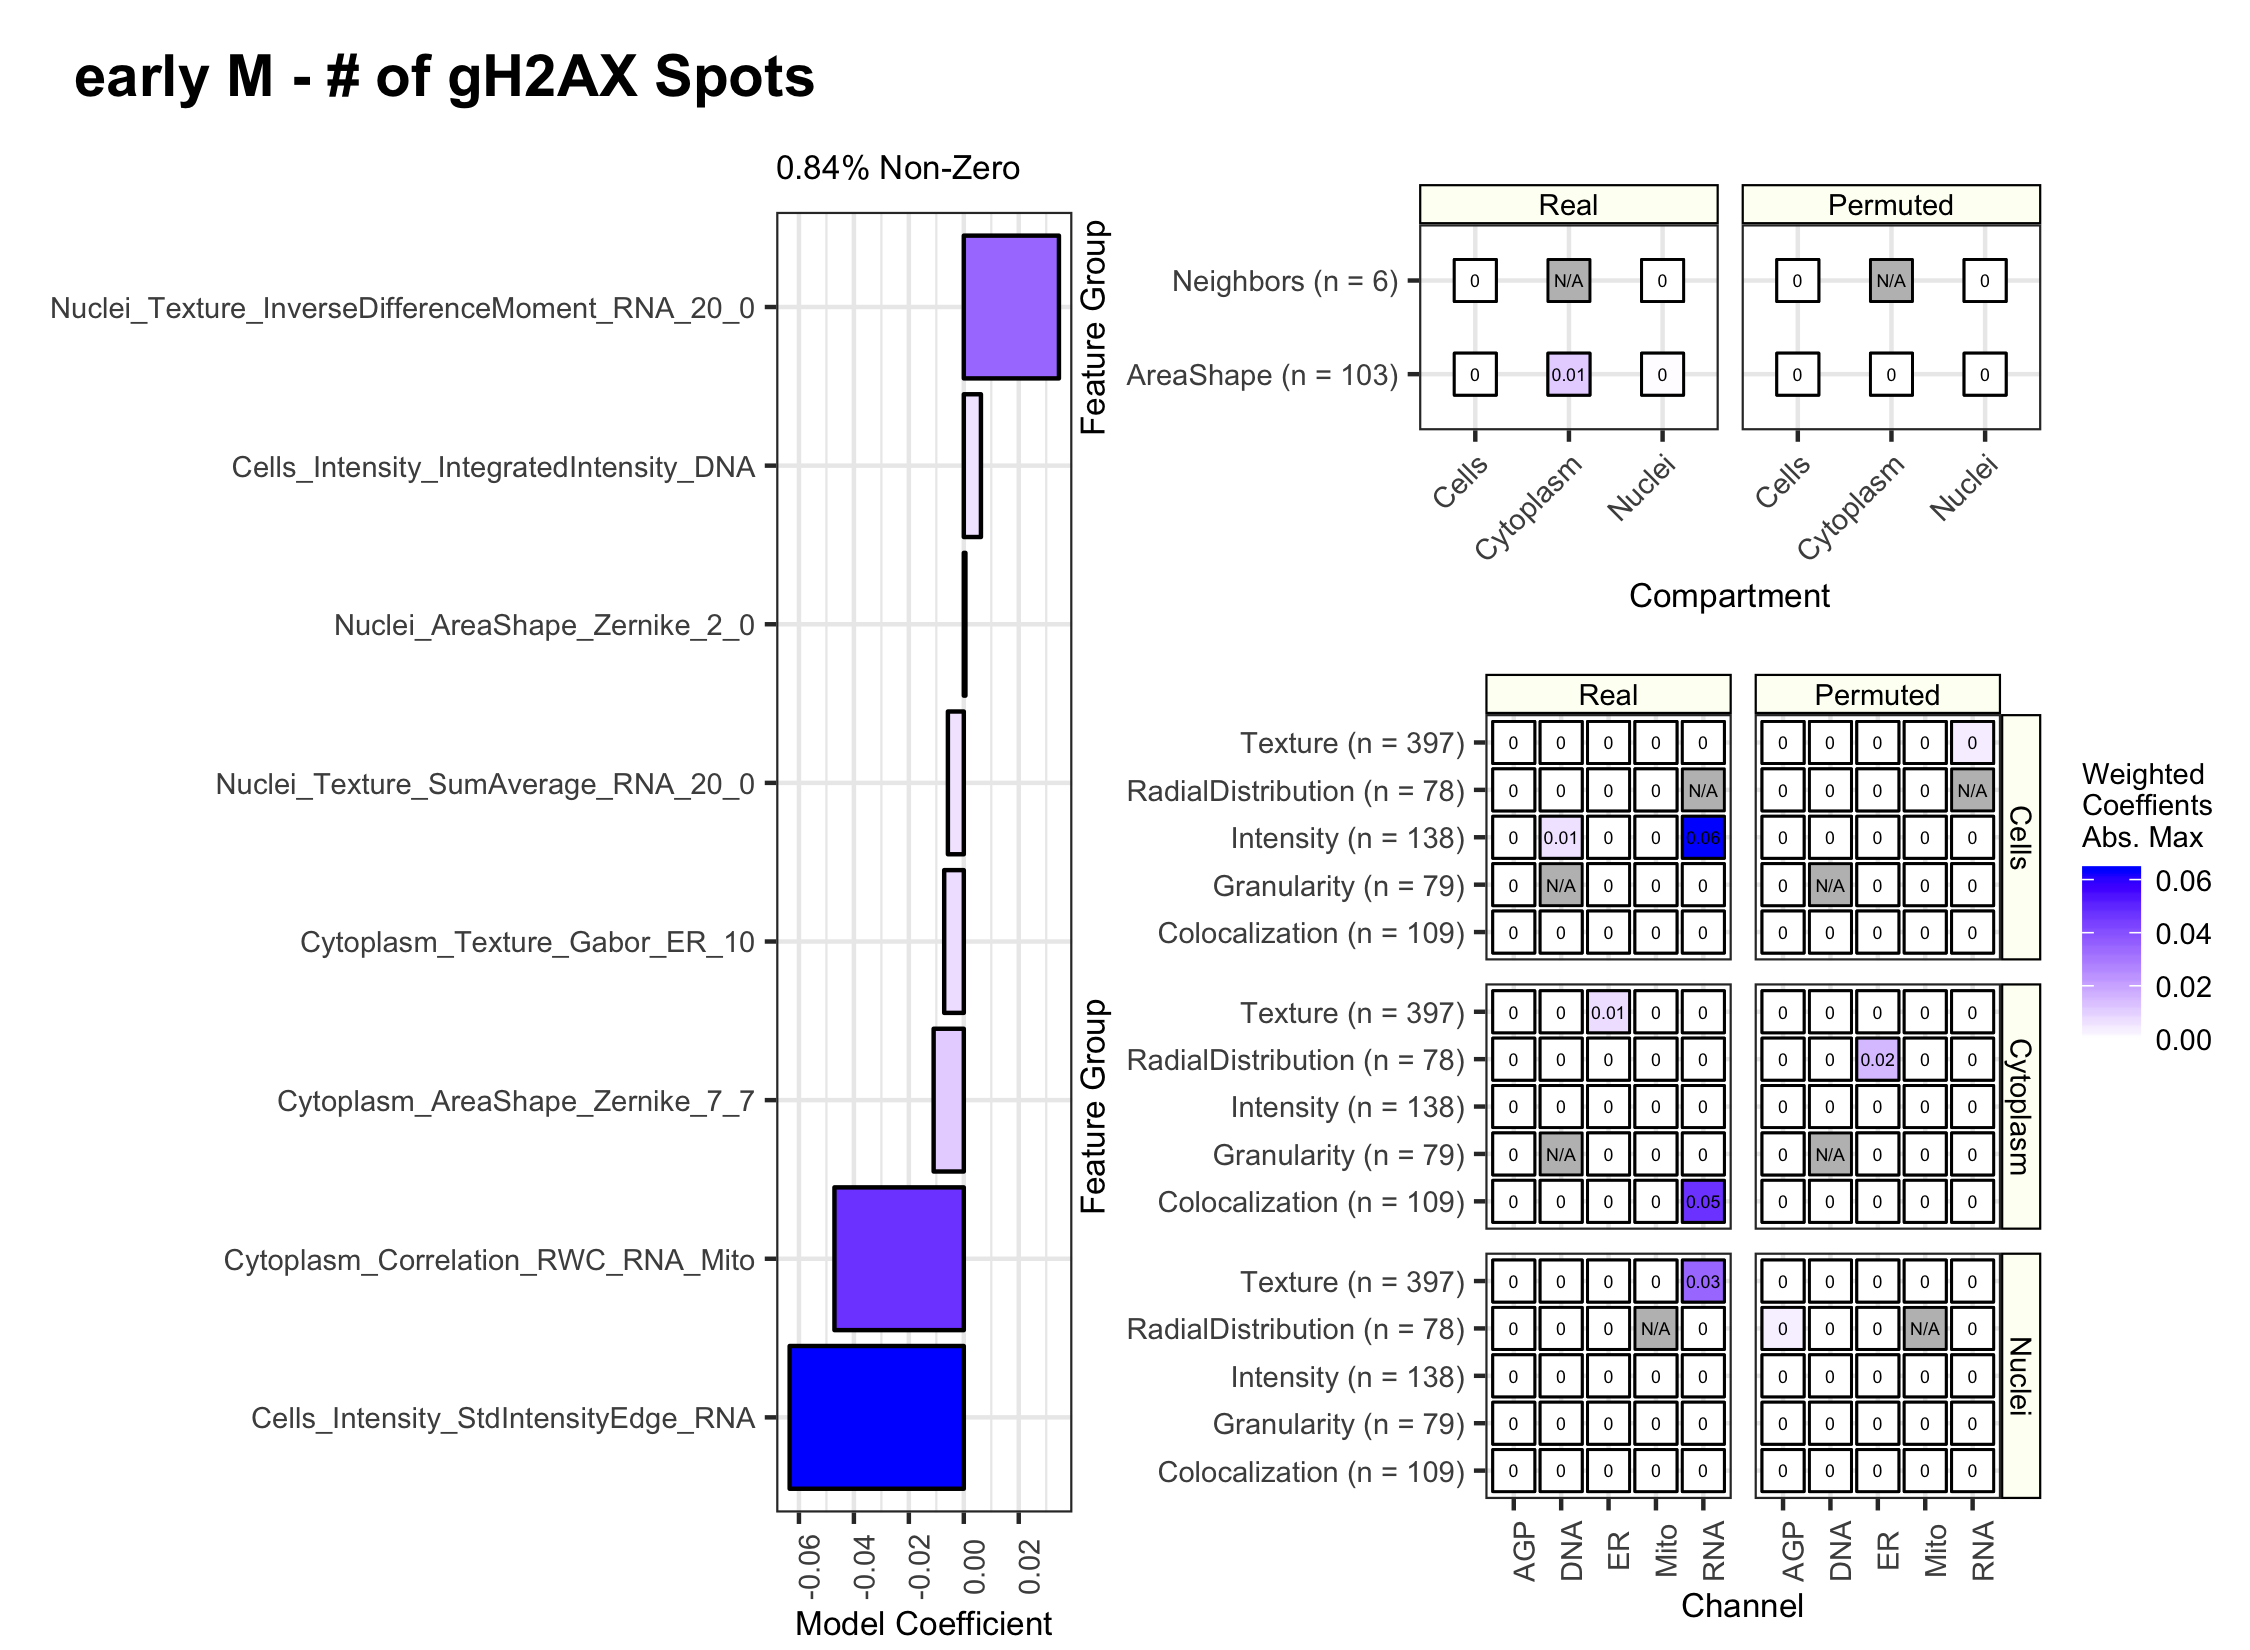 early M - # of gH2AX Spots
0.84% Non-Zero
Nuclei_Texture_InverseDifferenceMoment_RNA_20_0
Cells_Intensity_IntegratedIntensity_DNA
Nuclei_AreaShape_Zernike_2_0
Nuclei_Texture_SumAverage_RNA_20_0
Cytoplasm_Texture_Gabor_ER_10
Cytoplasm_AreaShape_Zernike_7_7
Cytoplasm_Correlation_RWC_RNA_Mito
Cells_Intensity_StdIntensityEdge_RNA
-0.06 -0.04 -0.02 0.00 0.02
Model Coefficient
Feature Group
Real Permuted
Neighbors (n = 6) 0 N/A 0 0 N/A 0
AreaShape (n = 103) 0 0.01 0 0 0 0
Cells Cytoplasm Nuclei Cells Cytoplasm Nuclei
Compartment
Feature Group
Real Permuted
Texture (n = 397) 0 0 0 0 0 0 0 0 0 0
RadialDistribution (n = 78) 0 0 0 0 N/A 0 0 0 0 N/A
Intensity (n = 138) 0 0.01 0 0 0.06 0 0 0 0 0
Granularity (n = 79) 0 N/A 0 0 0 0 N/A 0 0 0
Colocalization (n = 109) 0 0 0 0 0 0 0 0 0 0
Cells
Texture (n = 397) 0 0 0.01 0 0 0 0 0 0 0
RadialDistribution (n = 78) 0 0 0 0 0 0 0 0.02 0 0
Intensity (n = 138) 0 0 0 0 0 0 0 0 0 0
Granularity (n = 79) 0 N/A 0 0 0 0 N/A 0 0 0
Colocalization (n = 109) 0 0 0 0 0.05 0 0 0 0 0
Cytoplasm
Texture (n = 397) 0 0 0 0 0.03 0 0 0 0 0
RadialDistribution (n = 78) 0 0 0 N/A 0 0 0 0 N/A 0
Intensity (n = 138) 0 0 0 0 0 0 0 0 0 0
Granularity (n = 79) 0 0 0 0 0 0 0 0 0 0
Colocalization (n = 109) 0 0 0 0 0 0 0 0 0 0
Nuclei
AGP DNA ER Mito RNA AGP DNA ER Mito RNA
Channel
Weighted
Coeffients
Abs. Max
0.06
0.04
0.02
0.00